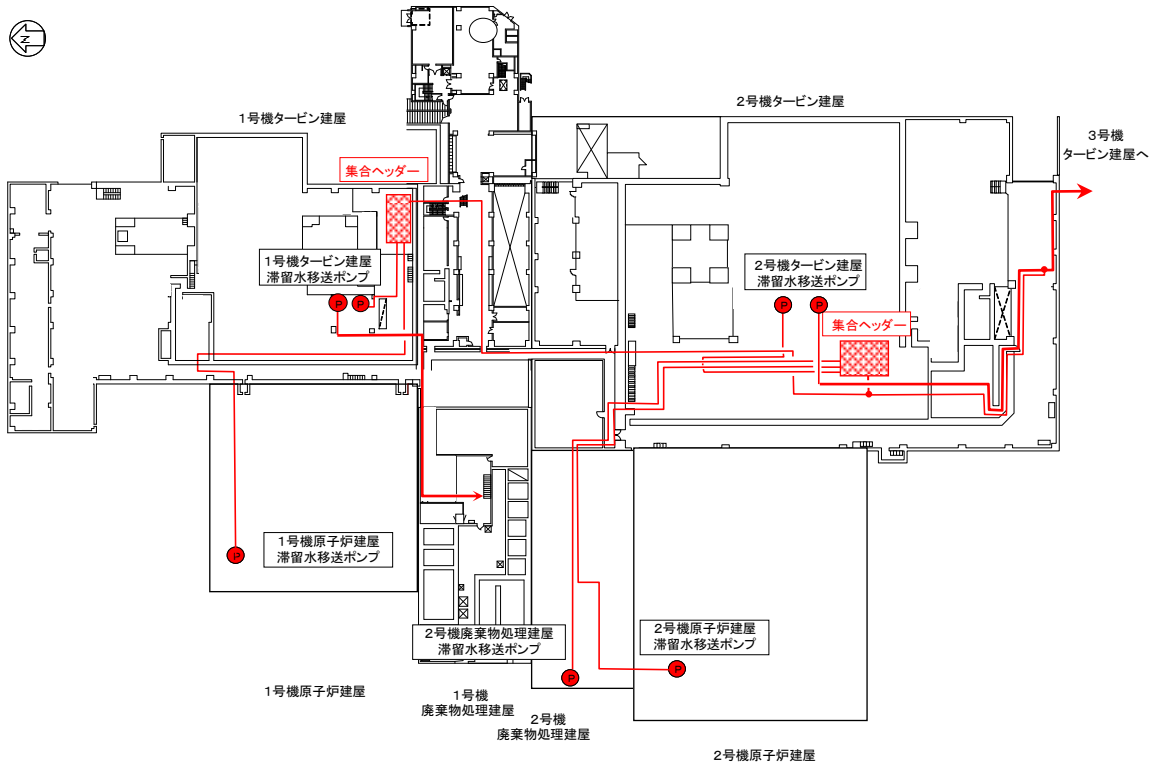 N
1号機タービン建屋
2号機タービン建屋
3号機
タービン建屋へ
集合ヘッダー
1号機タービン建屋
滞留水移送ポンプ
2号機タービン建屋
滞留水移送ポンプ
P
P
P
P
集合ヘッダー
1号機原子炉建屋
滞留水移送ポンプ
P
2号機廃棄物処理建屋
滞留水移送ポンプ
2号機原子炉建屋
滞留水移送ポンプ
P
P
1号機原子炉建屋
1号機
廃棄物処理建屋
2号機
廃棄物処理建屋
2号機原子炉建屋